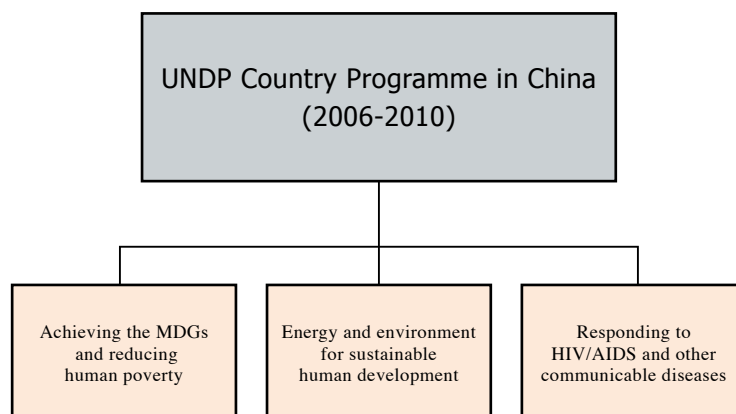 UNDP Country Programme in China
(2006-2010)
Achieving the MDGs
and reducing
human poverty
Energy and environment
for sustainable
human development
Responding to
HIV/AIDS and other
communicable diseases